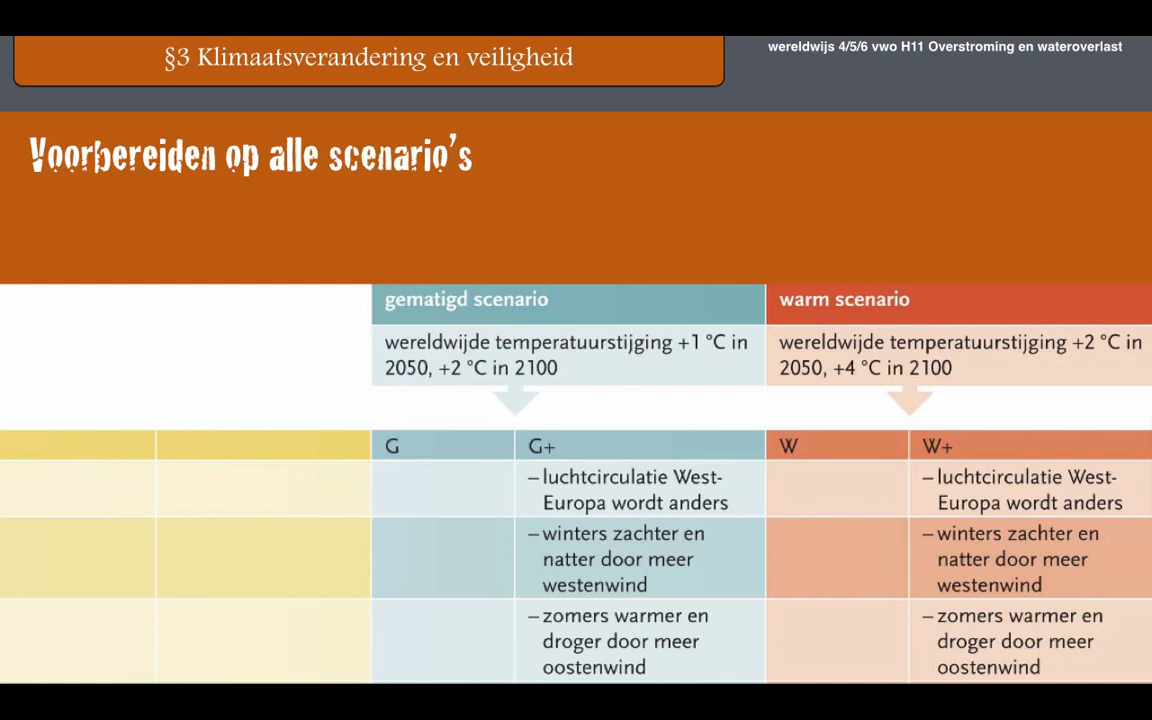 §3 Klimaatsverandering en veiligheid
wereldwijs 4/5/6 vwo H11 Overstroming en wateroverlast
Voorbereiden op alle scenario's
gematigd scenario
wereldwijde temperatuurstijging +1 °C in
2050, +2 °C in 2100
warm scenario
wereldwijde temperatuurstijging +2 °C in
2050, +4 °C in 2100
G
G+
W
W+
– luchtcirculatie West-
Europa wordt anders
– luchtcirculatie West-
Europa wordt anders
– winters zachter en
natter door meer
westenwind
– winters zachter en
natter door meer
westenwind
– zomers warmer en
droger door meer
oostenwind
– zomers warmer en
droger door meer
oostenwind